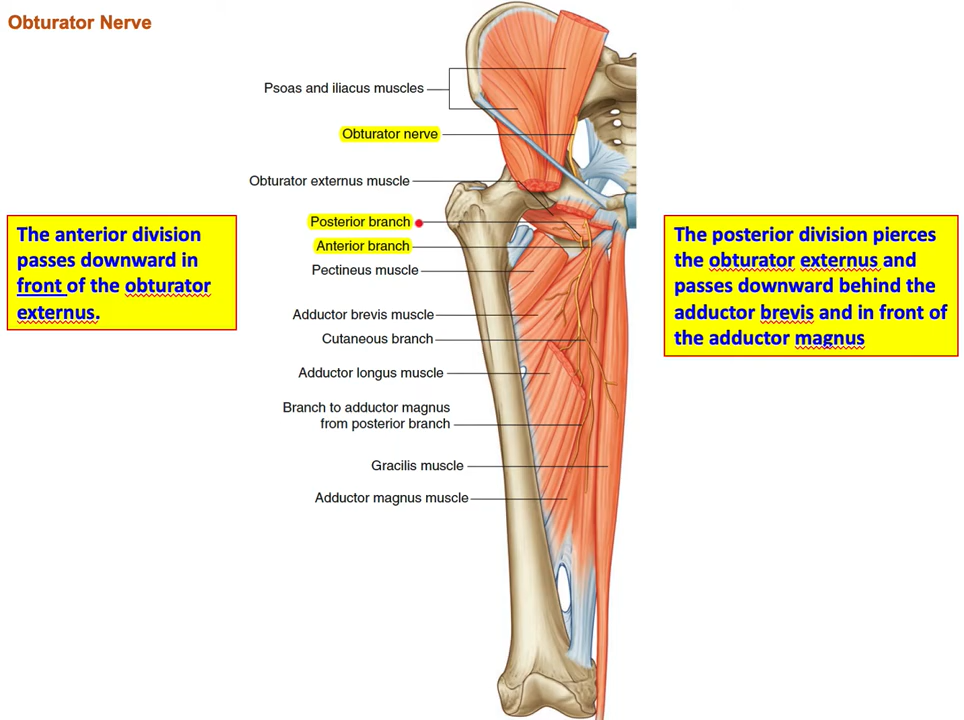 Obturator Nerve
Psoas and iliacus muscles
Obturator nerve
Obturator externus muscle
Posterior branch
Anterior branch
Pectineus muscle
Adductor brevis muscle
Cutaneous branch
Adductor longus muscle
Branch to adductor magnus
from posterior branch
Gracilis muscle
Adductor magnus muscle
The anterior division
passes downward in
front of the obturator
externus.
The posterior division pierces
the obturator externus and
passes downward behind the
adductor brevis and in front of
the adductor magnus